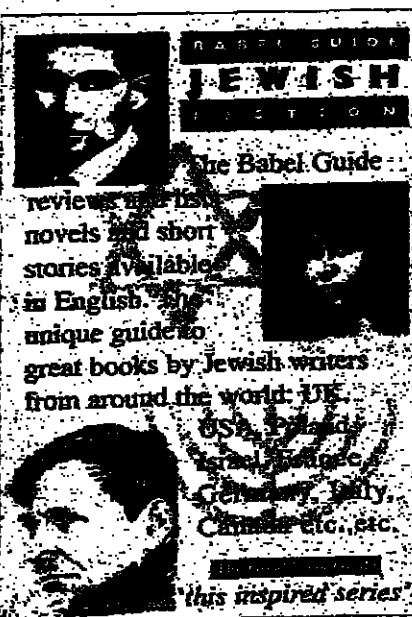 BABEL GUIDE
JEWISH
FICTION
The Babel Guide
reviews and list
novels and short
stories available
in English. The
unique guide to
great books by Jewish writers
from around the world: UK,
USA, Poland,
Israel, France,
Germany, Italy,
Canada etc., etc.
'this inspired series'